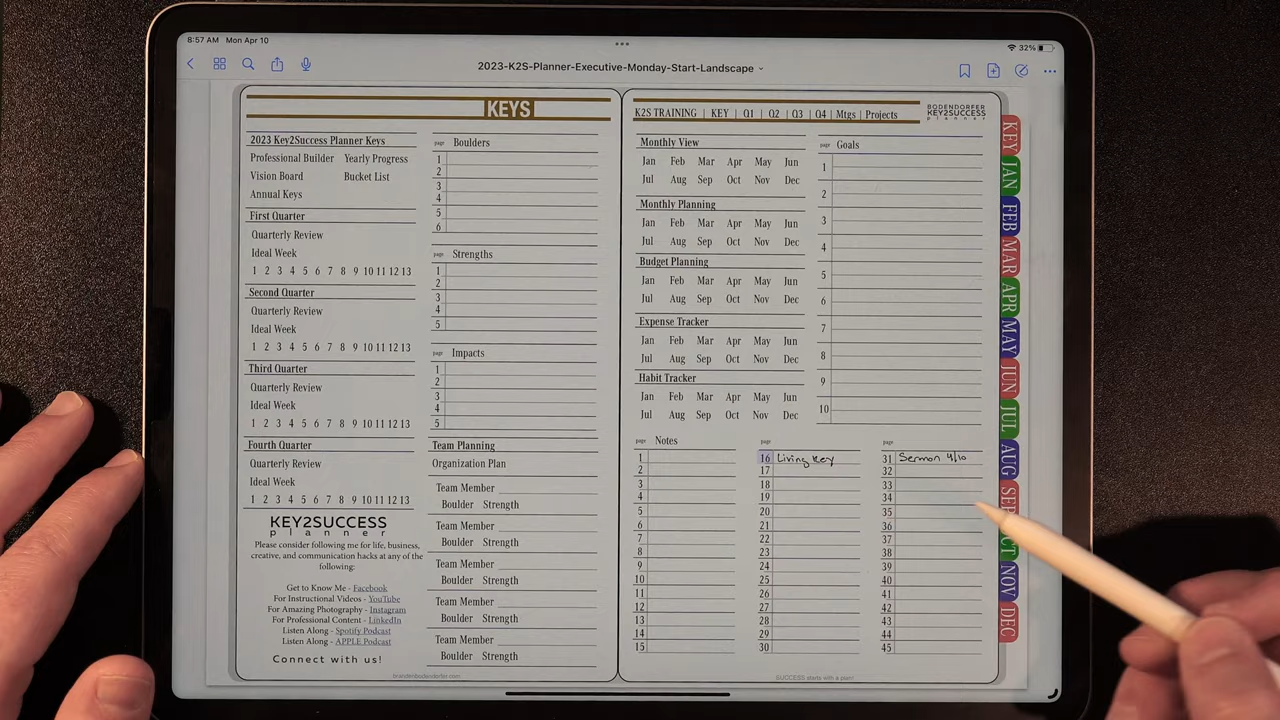 8:57 AM Mon Apr 10
32%
2023-K2S-Planner-Executive-Monday-Start-Landscape
KEYS
2023 Key2Success Planner Keys
Professional Builder Yearly Progress
Vision Board Bucket List
Annual Keys
First Quarter
Quarterly Review
Ideal Week
1 2 3 4 5 6 7 8 9 10 11 12 13
Second Quarter
Quarterly Review
Ideal Week
1 2 3 4 5 6 7 8 9 10 11 12 13
Third Quarter
Quarterly Review
Ideal Week
1 2 3 4 5 6 7 8 9 10 11 12 13
Fourth Quarter
Quarterly Review
Ideal Week
1 2 3 4 5 6 7 8 9 10 11 12 13
KEY2SUCCESS
planner
Please consider following me for life, business,
creative, and communication hacks at any of the
following:
Get to Know Me - Facebook
For Instructional Videos - YouTube
For Amazing Photography - Instagram
For Professional Content - LinkedIn
Listen Along - Spotify Podcast
Listen Along - APPLE Podcast
Connect with us!
page Boulders
1
2
3
4
5
6
page Strengths
1
2
3
4
5
page Impacts
1
2
3
4
5
Team Planning
Organization Plan
Team Member
Boulder Strength
Team Member
Boulder Strength
Team Member
Boulder Strength
Team Member
Boulder Strength
Team Member
Boulder Strength
brandonbodendorfer.com
K2S TRAINING | KEY | Q1 | Q2 | Q3 | Q4 | Mtgs | Projects
BODENDORFER
KEY2SUCCESS
planner
Monthly View
Jan Feb Mar Apr May Jun
Jul Aug Sep Oct Nov Dec
Monthly Planning
Jan Feb Mar Apr May Jun
Jul Aug Sep Oct Nov Dec
Budget Planning
Jan Feb Mar Apr May Jun
Jul Aug Sep Oct Nov Dec
Expense Tracker
Jan Feb Mar Apr May Jun
Jul Aug Sep Oct Nov Dec
Habit Tracker
Jan Feb Mar Apr May Jun
Jul Aug Sep Oct Nov Dec
page Goals
1
2
3
4
5
6
7
8
9
10
page Notes
1
2
3
4
5
6
7
8
9
10
11
12
13
14
15
page
16 Living Key
17
18
19
20
21
22
23
24
25
26
27
28
29
30
page
31 Sermon 4/10
32
33
34
35
36
37
38
39
40
41
42
43
44
45
SUCCESS starts with a plan!
KEY
JAN
FEB
MAR
APR
MAY
JUN
JUL
AUG
SEP
CT
NOV
DEC